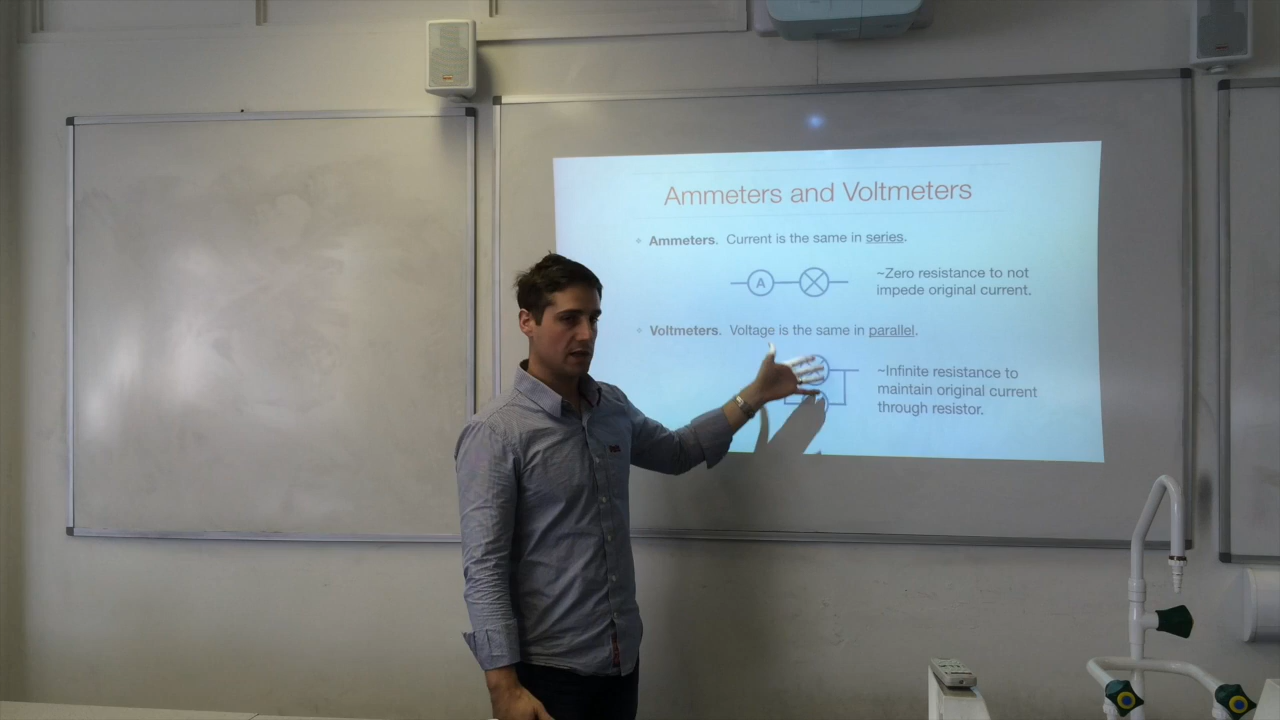 Ammeters and Voltmeters
Ammeters. Current is the same in series.
A
~Zero resistance to not
impede original current.
Voltmeters. Voltage is the same in parallel.
~Infinite resistance to
maintain original current
through resistor.